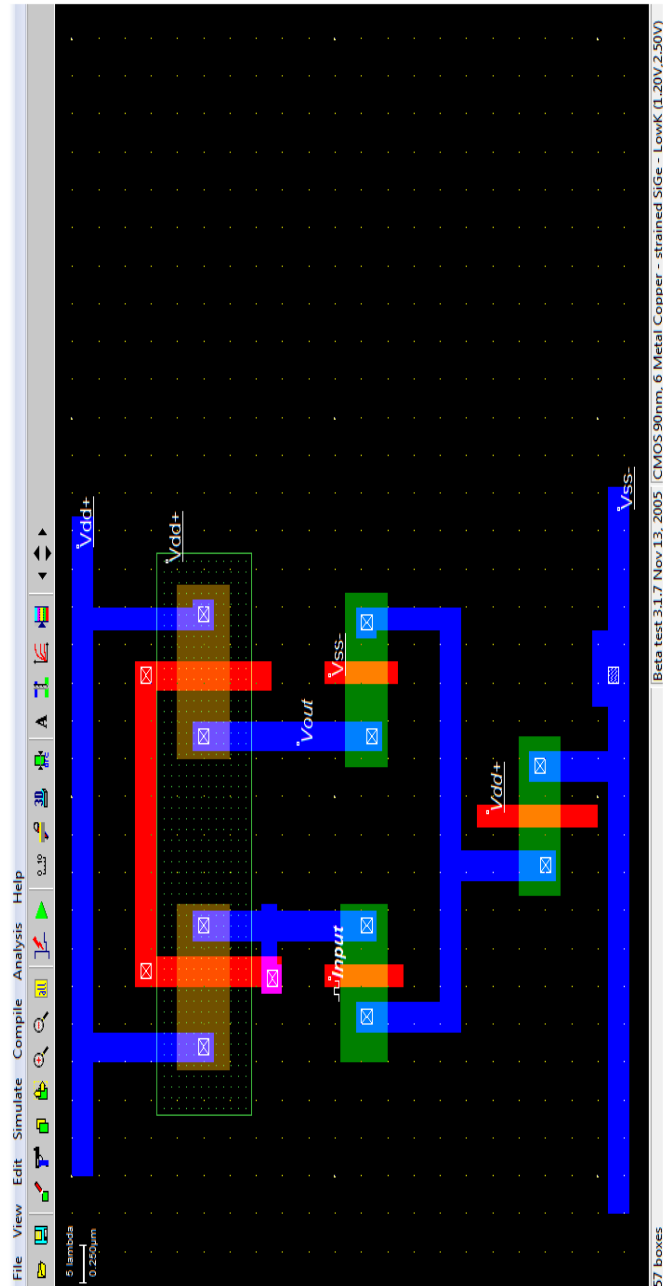 File View Edit Simulate Compile Analysis Help
5 lambda
0.250µm
Vdd+
Vdd+
Vss-
Vout
Input
Vdd+
Vss-
57 boxes
Beta test 3.1.7 Nov 13, 2005
CMOS 90nm, 6 Metal Copper - strained SiGe - LowK (1.20V,2.50V)